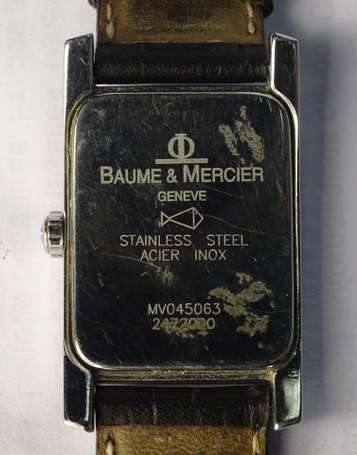 BAUME & MERCIER
GENEVE
STAINLESS STEEL
ACIER INOX
MV045063